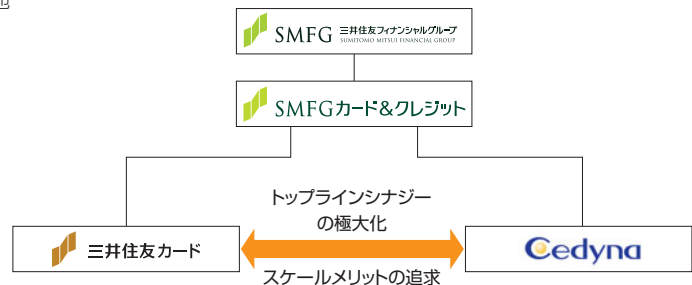 SMFG 三井住友フィナンシャルグループ
SUMITOMO MITSUI FINANCIAL GROUP
SMFGカード&クレジット
トップラインシナジー
の極大化
三井住友カード
Cedyna
スケールメリットの追求